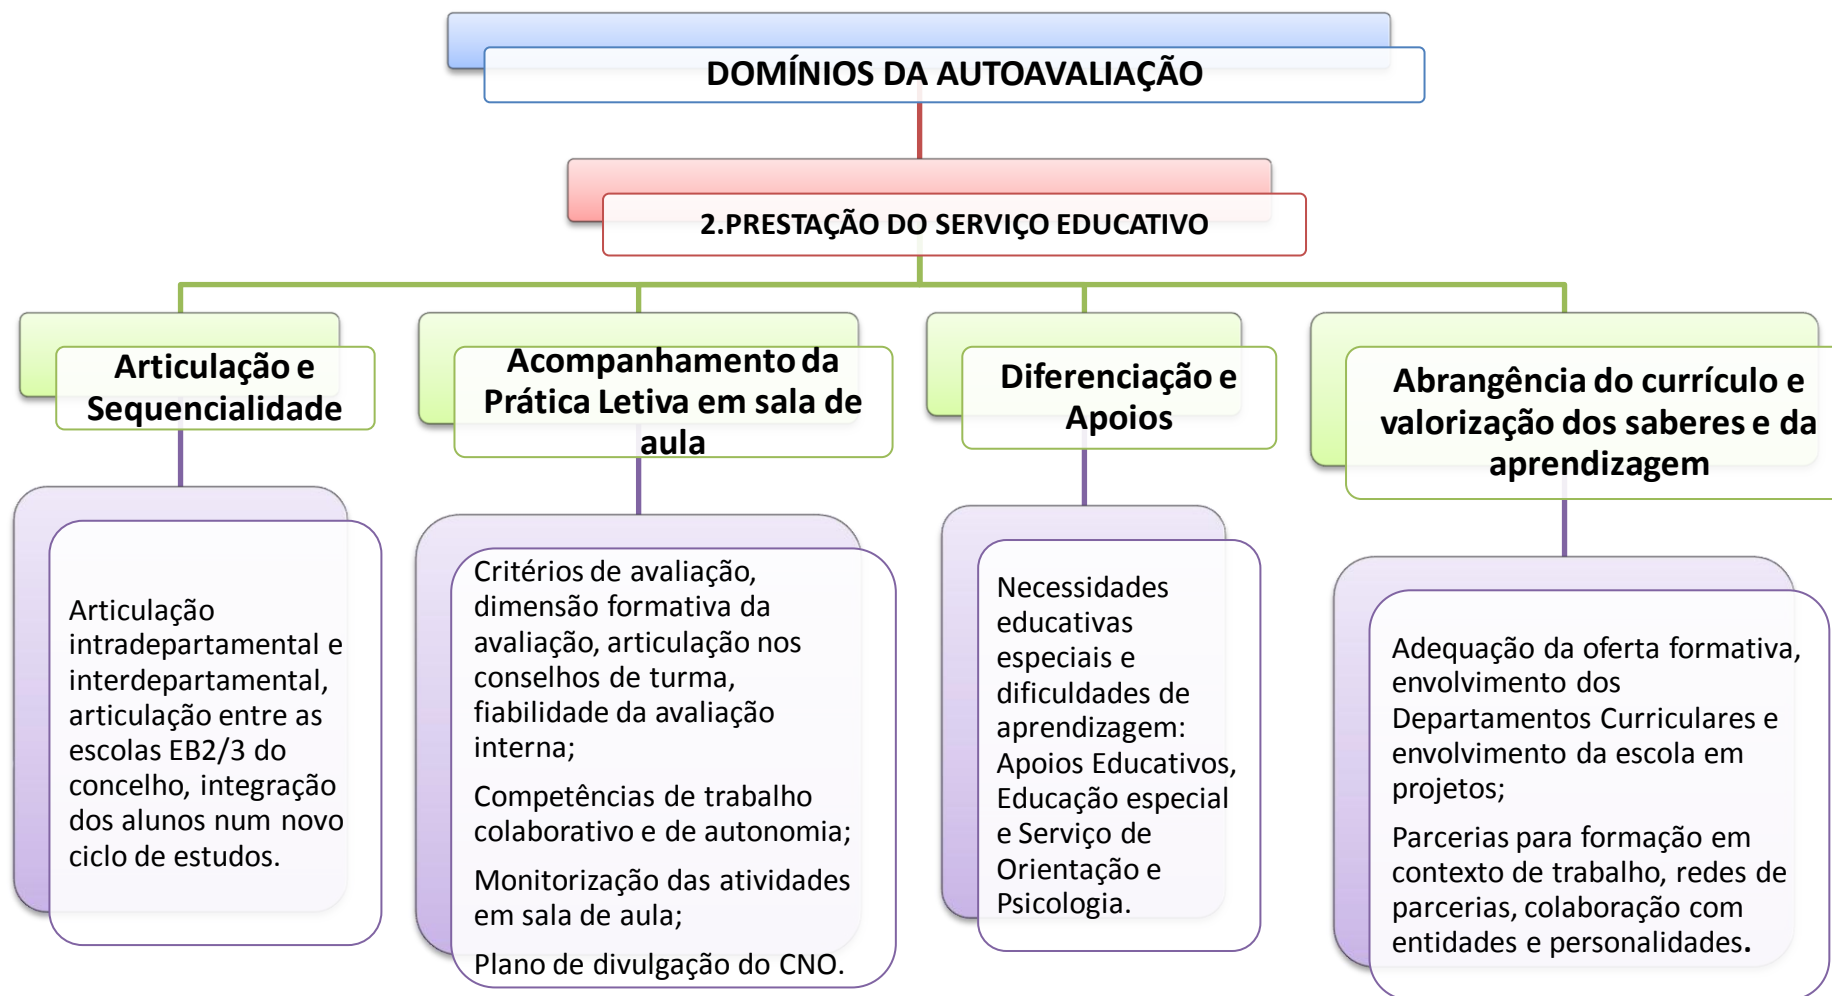 DOMÍNIOS DA AUTOAVALIAÇÃO
2.PRESTAÇÃO DO SERVIÇO EDUCATIVO
Articulação e
Sequencialidade
Articulação
intradepartamental e
interdepartamental,
articulação entre as
escolas EB2/3 do
concelho, integração
dos alunos num novo
ciclo de estudos.
Acompanhamento da
Prática Letiva em sala de
aula
Critérios de avaliação,
dimensão formativa da
avaliação, articulação nos
conselhos de turma,
fiabilidade da avaliação
interna;
Competências de trabalho
colaborativo e de autonomia;
Monitorização das atividades
em sala de aula;
Plano de divulgação do CNO.
Diferenciação e
Apoios
Necessidades
educativas
especiais e
dificuldades de
aprendizagem:
Apoios Educativos,
Educação especial
e Serviço de
Orientação e
Psicologia.
Abrangência do currículo e
valorização dos saberes e da
aprendizagem
Adequação da oferta formativa,
envolvimento dos
Departamentos Curriculares e
envolvimento da escola em
projetos;
Parcerias para formação em
contexto de trabalho, redes de
parcerias, colaboração com
entidades e personalidades.